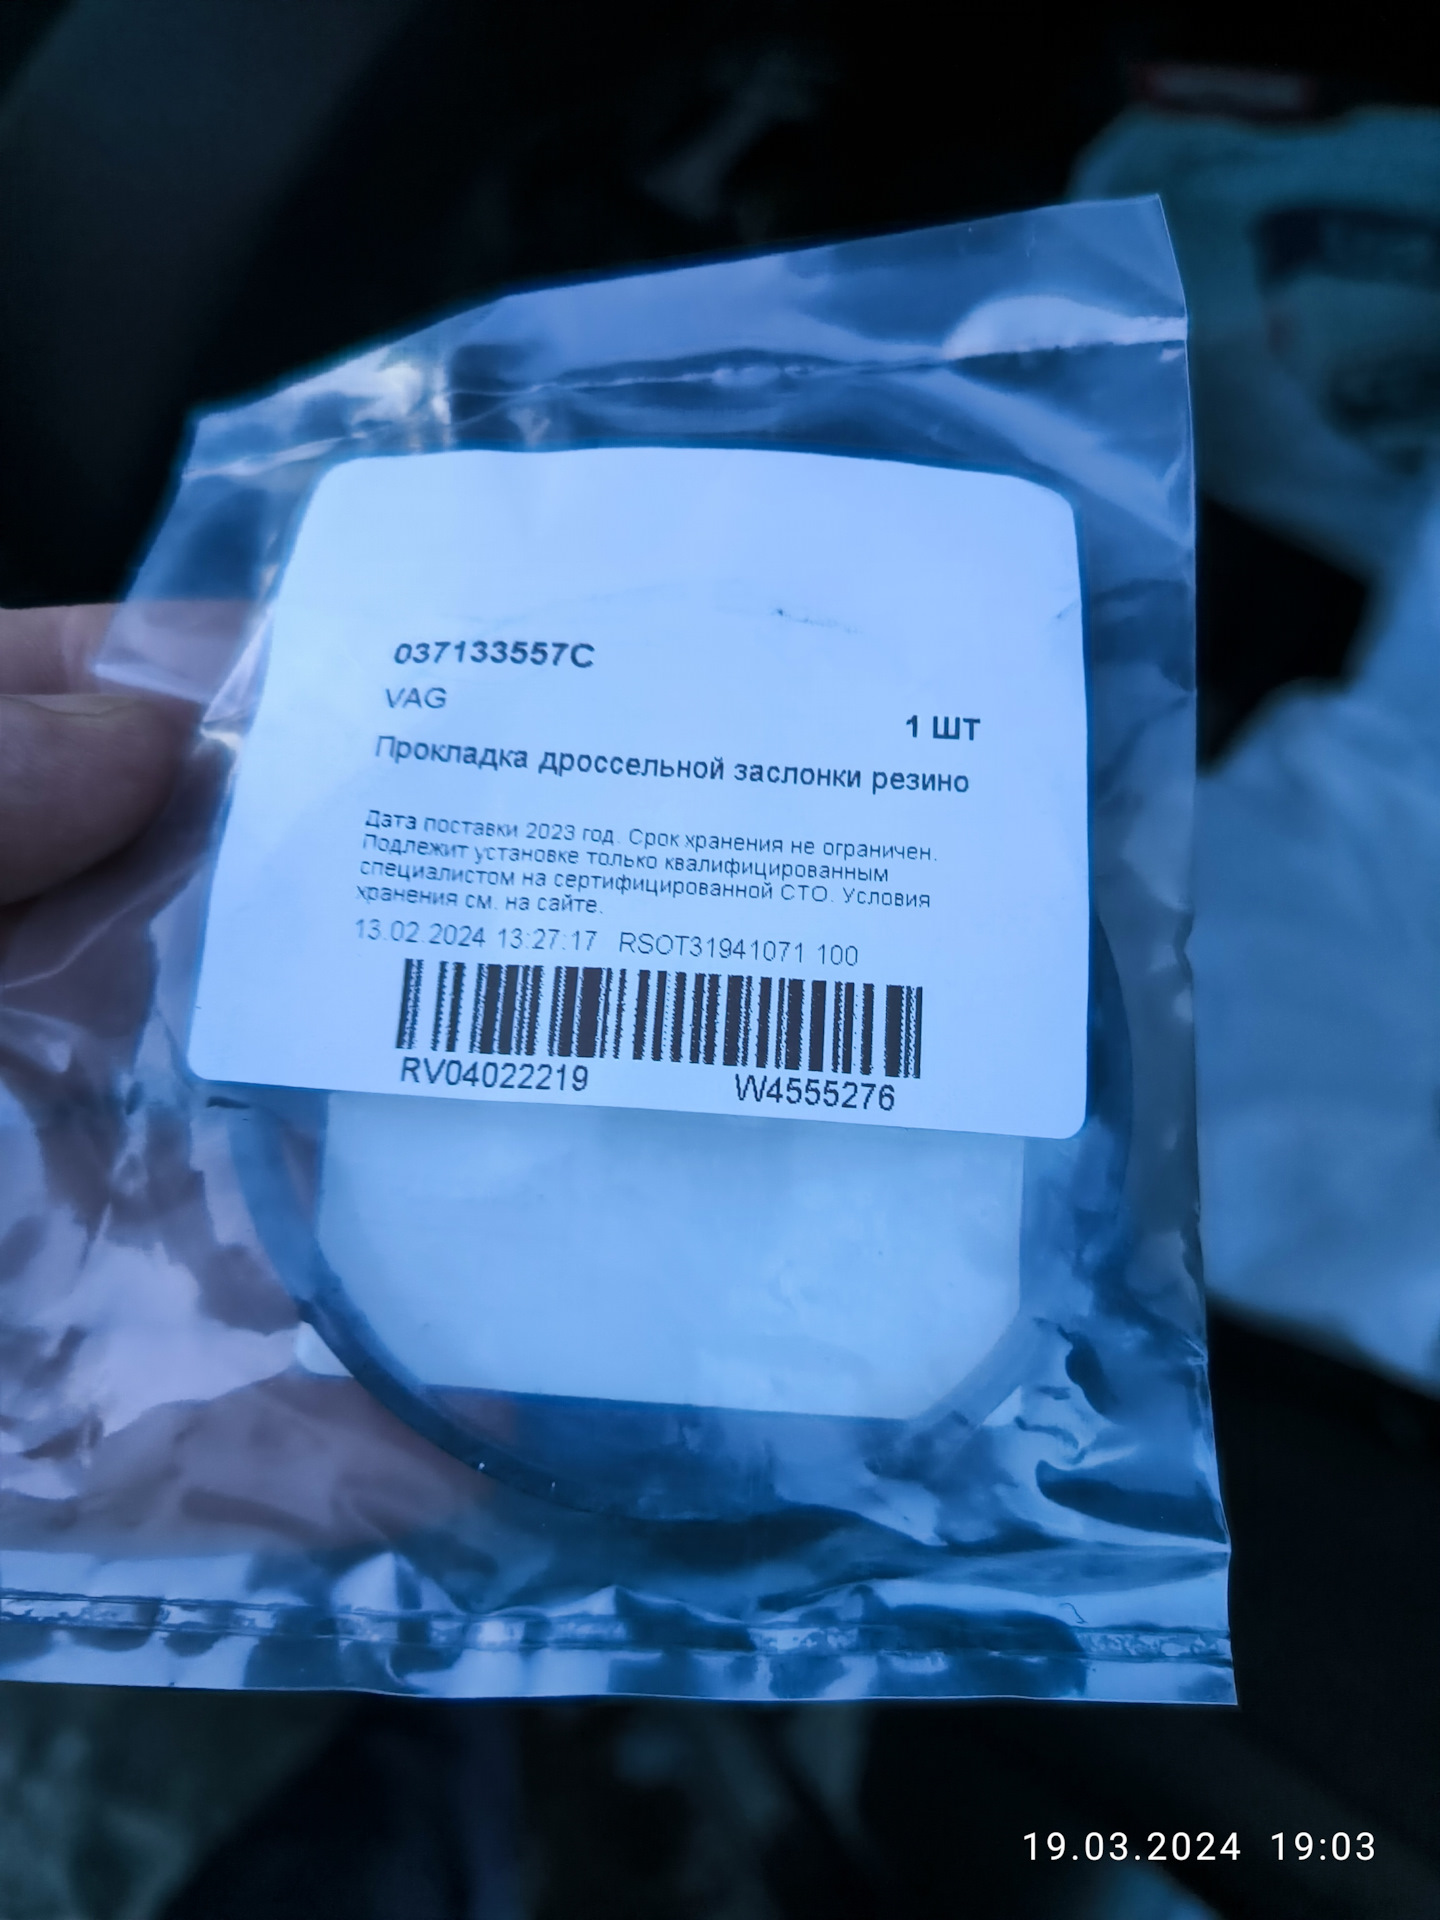 037133557C
VAG
1 ШТ
Прокладка дроссельной заслонки резино
Дата поставки 2023 год. Срок хранения не ограничен.
Подлежит установке только квалифицированным
специалистом на сертифицированной СТО. Условия
хранения см. на сайте.
13.02.2024 13:27:17 RSOT31941071 100
RV04022219 W4555276
19.03.2024 19:03